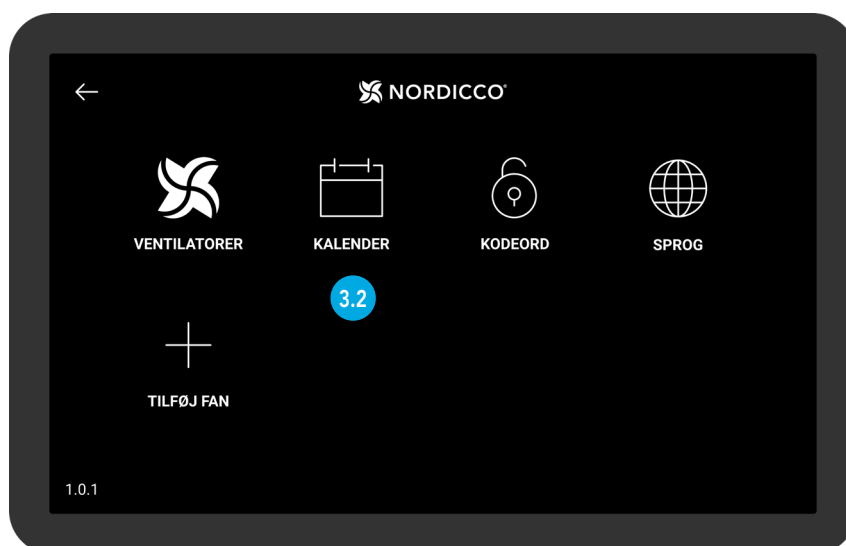 NORDICCO®
VENTILATORER
KALENDER
KODEORD
SPROG
3.2
TILFØJ FAN
1.0.1